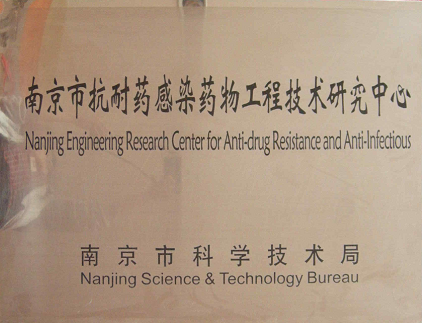 南京市抗耐药感染药物工程技术研究中心
Nanjing Engineering Research Center for Anti-drug Resistance and Anti-Infectious
南京市科学技术局
Nanjing Science & Technology Bureau